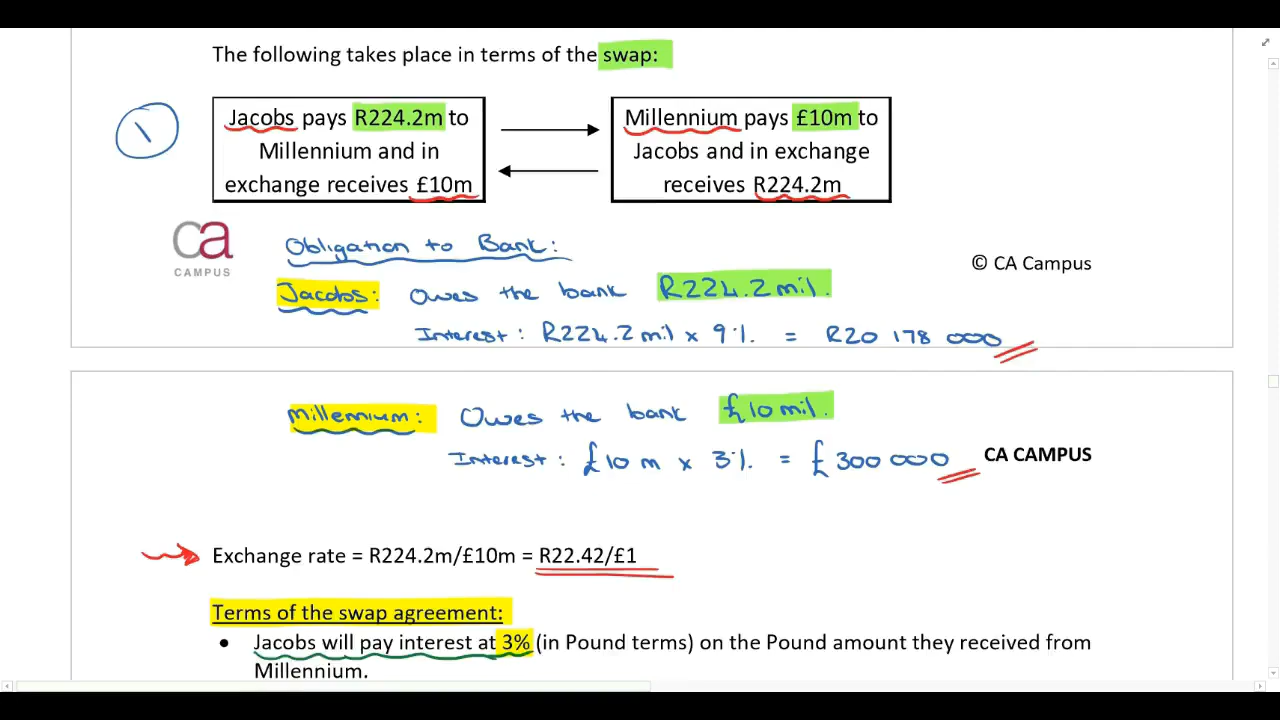 The following takes place in terms of the swap:
Jacobs pays R224.2m to
Millennium and in
exchange receives £10m
Millennium pays £10m to
Jacobs and in exchange
receives R224.2m
ca
CAMPUS
Obligation to Bank:
© CA Campus
Jacobs: Owes the bank R224.2 mil.
Interest: R224.2 mil x 9% = R20 178 000
Millennium: Owes the bank £10 mil.
Interest: £10 m x 3% = £300 000
CA CAMPUS
Exchange rate = R224.2m/£10m = R22.42/£1
Terms of the swap agreement:
• Jacobs will pay interest at 3% (in Pound terms) on the Pound amount they received from
Millennium.